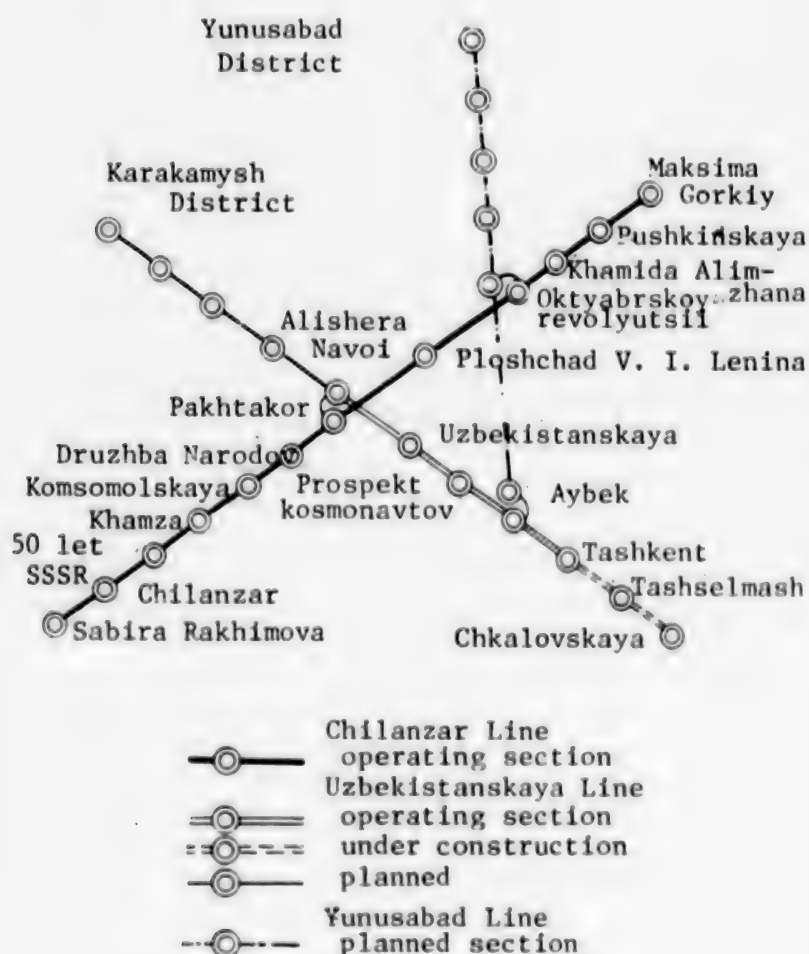 Yunusabad
District
Karakamysh
District
Maksima
Gorkiy
Pushkinskaya
Khamida Alim-
zhana
Oktyabrskoy
revolyutsii
Alishera
Navoi
Ploshchad V. I. Lenina
Pakhtakor
Uzbekistanskaya
Druzhba Narodov
Komsomolskaya
Prospekt
kosmonavtov
Aybek
Khamza
50 let
SSSR
Tashkent
Chilanzar
Tashselmash
Sabira Rakhimova
Chkalovskaya
Chilanzar Line
operating section
Uzbekistanskaya Line
operating section
under construction
planned
Yunusabad Line
planned section